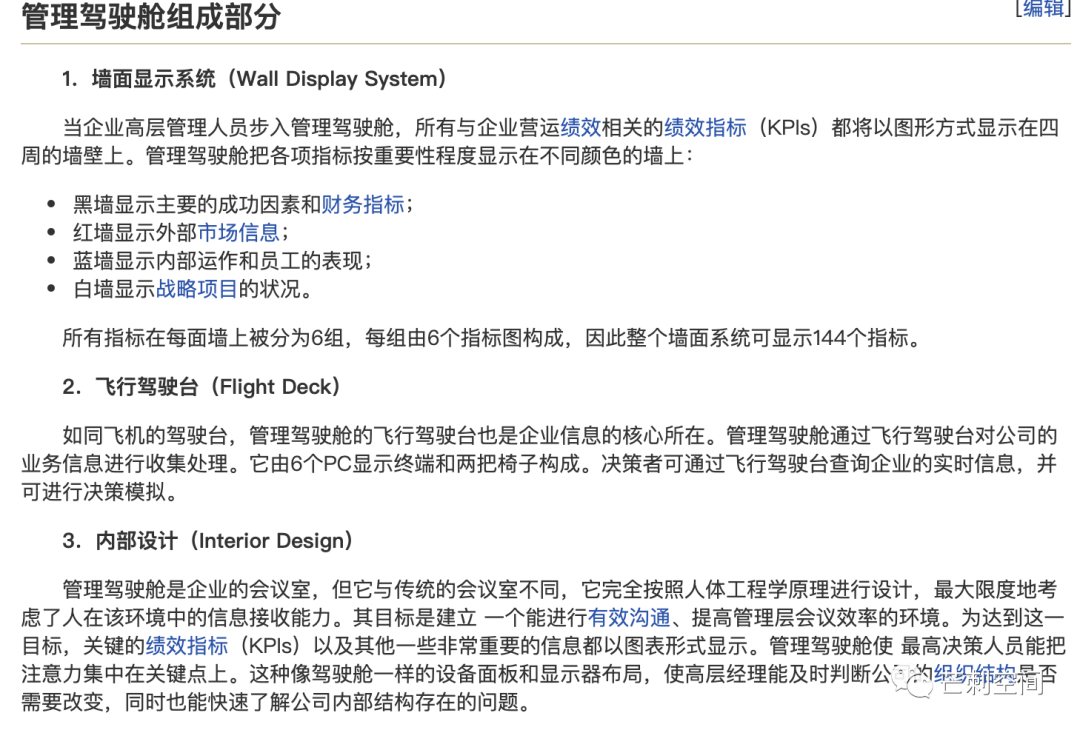 管理驾驶舱组成部分
[编辑]
1．墙面显示系统（Wall Display System）
当企业高层管理人员步入管理驾驶舱，所有与企业营运绩效相关的绩效指标（KPIs）都将以图形方式显示在四
周的墙壁上。管理驾驶舱把各项指标按重要性程度显示在不同颜色的墙上：
• 黑墙显示主要的成功因素和财务指标；
• 红墙显示外部市场信息；
• 蓝墙显示内部运作和员工的表现；
• 白墙显示战略项目的状况。
所有指标在每面墙上被分为6组，每组由6个指标图构成，因此整个墙面系统可显示144个指标。
2．飞行驾驶台（Flight Deck）
如同飞机的驾驶台，管理驾驶舱的飞行驾驶台也是企业信息的核心所在。管理驾驶舱通过飞行驾驶台对公司的
业务信息进行收集处理。它由6个PC显示终端和两把椅子构成。决策者可通过飞行驾驶台查询企业的实时信息，并
可进行决策模拟。
3．内部设计（Interior Design）
管理驾驶舱是企业的会议室，但它与传统的会议室不同，它完全按照人体工程学原理进行设计，最大限度地考
虑了人在该环境中的信息接收能力。其目标是建立 一个能进行有效沟通、提高管理层会议效率的环境。为达到这一
目标，关键的绩效指标（KPIs）以及其他一些非常重要的信息都以图表形式显示。管理驾驶舱使 最高决策人员能把
注意力集中在关键点上。这种像驾驶舱一样的设备面板和显示器布局，使高层经理能及时判断公司的组织结构是否
需要改变，同时也能快速了解公司内部结构存在的问题。
芒刺空间